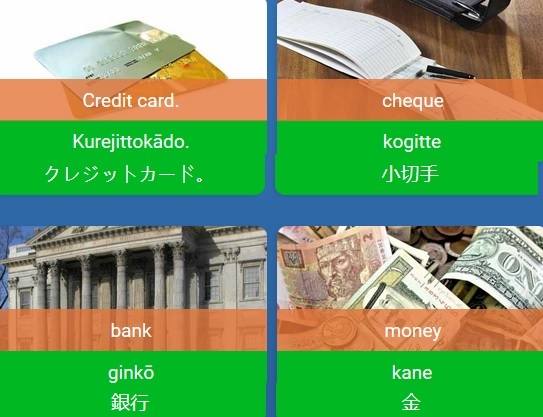 Credit card.
Kurejittokādo.
クレジットカード。
cheque
kogitte
小切手
bank
ginkō
銀行
money
kane
金
ONE